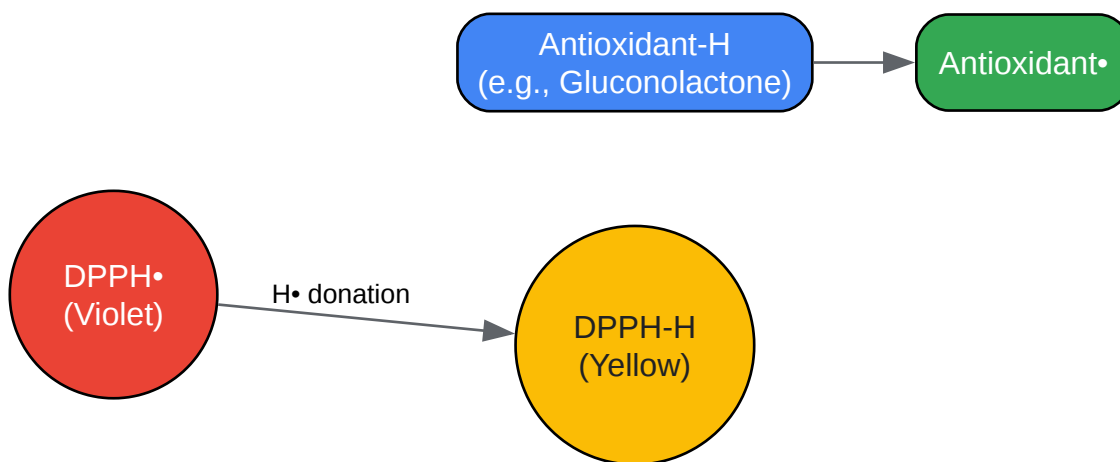 Antioxidant-H
(e.g., Gluconolactone)
Antioxidant•
DPPH•
(Violet)
H• donation
DPPH-H
(Yellow)